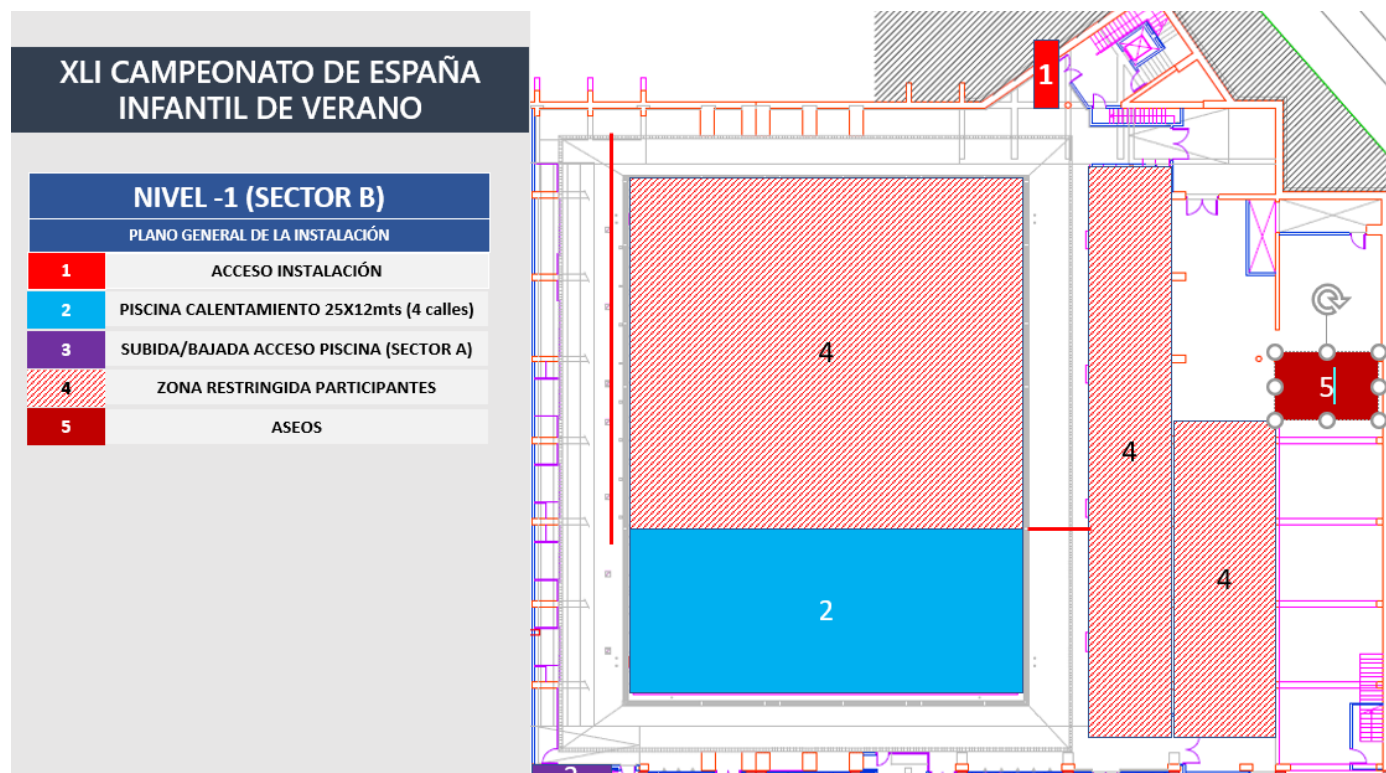 XLI CAMPEONATO DE ESPAÑA
INFANTIL DE VERANO
NIVEL -1 (SECTOR B)
PLANO GENERAL DE LA INSTALACIÓN
1 ACCESO INSTALACIÓN
2 PISCINA CALENTAMIENTO 25X12mts (4 calles)
3 SUBIDA/BAJADA ACCESO PISCINA (SECTOR A)
4 ZONA RESTRINGIDA PARTICIPANTES
5 ASEOS
1
4
5
4
4
2
3